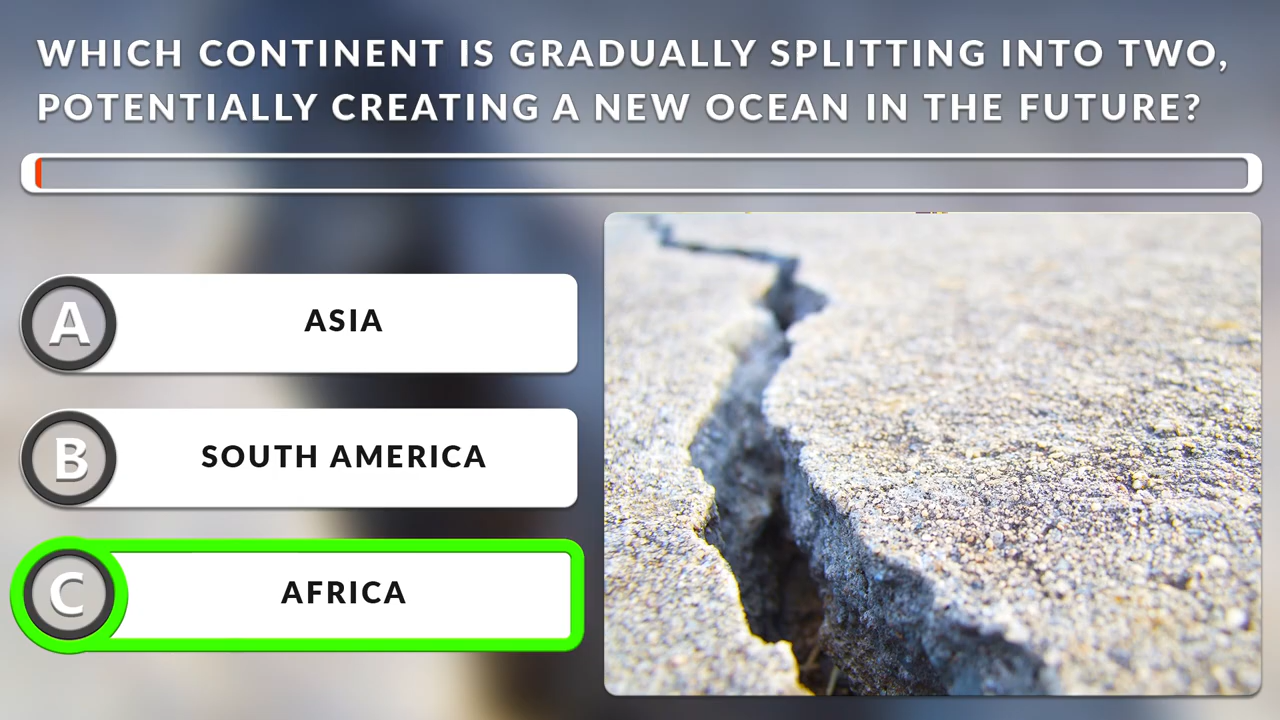 WHICH CONTINENT IS GRADUALLY SPLITTING INTO TWO,
POTENTIALLY CREATING A NEW OCEAN IN THE FUTURE?
A ASIA
B SOUTH AMERICA
C AFRICA